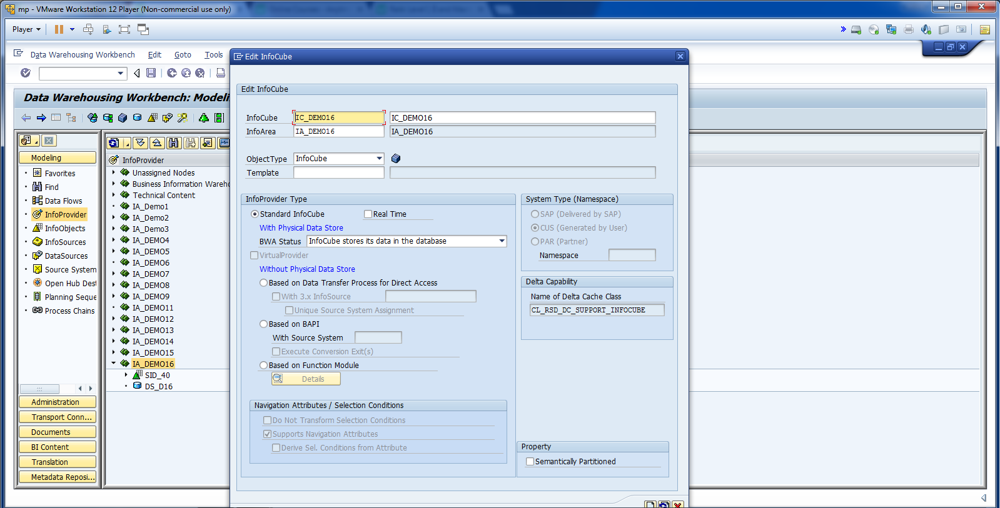 mp - VMware Workstation 12 Player (Non-commercial use only)
Player
Data Warehousing Workbench Edit Goto Tools
Data Warehousing Workbench: Modeli
Modeling
Favorites
Find
Data Flows
InfoProvider
InfoObjects
InfoSources
DataSources
Source System
Open Hub Dest
Planning Seque
Process Chains
Administration
Transport Conn...
Documents
BI Content
Translation
Metadata Reposi...
InfoProvider
Unassigned Nodes
Business Information Wareho
Technical Content
IA_Demo1
IA_Demo2
IA_Demo3
IA_DEMO4
IA_DEMO5
IA_DEMO6
IA_DEMO7
IA_DEMO8
IA_DEMO9
IA_DEMO11
IA_DEMO12
IA_DEMO13
IA_DEMO14
IA_DEMO15
IA_DEMO16
SID_40
DS_D16
Edit InfoCube
Edit InfoCube
InfoCube IC_DEMO16 IC_DEMO16
InfoArea IA_DEMO16 IA_DEMO16
ObjectType InfoCube
Template
InfoProvider Type
Standard InfoCube Real Time
With Physical Data Store
BWA Status InfoCube stores its data in the database
VirtualProvider
Without Physical Data Store
Based on Data Transfer Process for Direct Access
With 3.x InfoSource
Unique Source System Assignment
Based on BAPI
With Source System
Execute Conversion Exit(s)
Based on Function Module
Details
Navigation Attributes / Selection Conditions
Do Not Transform Selection Conditions
Supports Navigation Attributes
Derive Sel. Conditions from Attribute
System Type (Namespace)
SAP (Delivered by SAP)
CUS (Generated by User)
PAR (Partner)
Namespace
Delta Capability
Name of Delta Cache Class
CL_RSD_DC_SUPPORT_INFOCUBE
Property
Semantically Partitioned